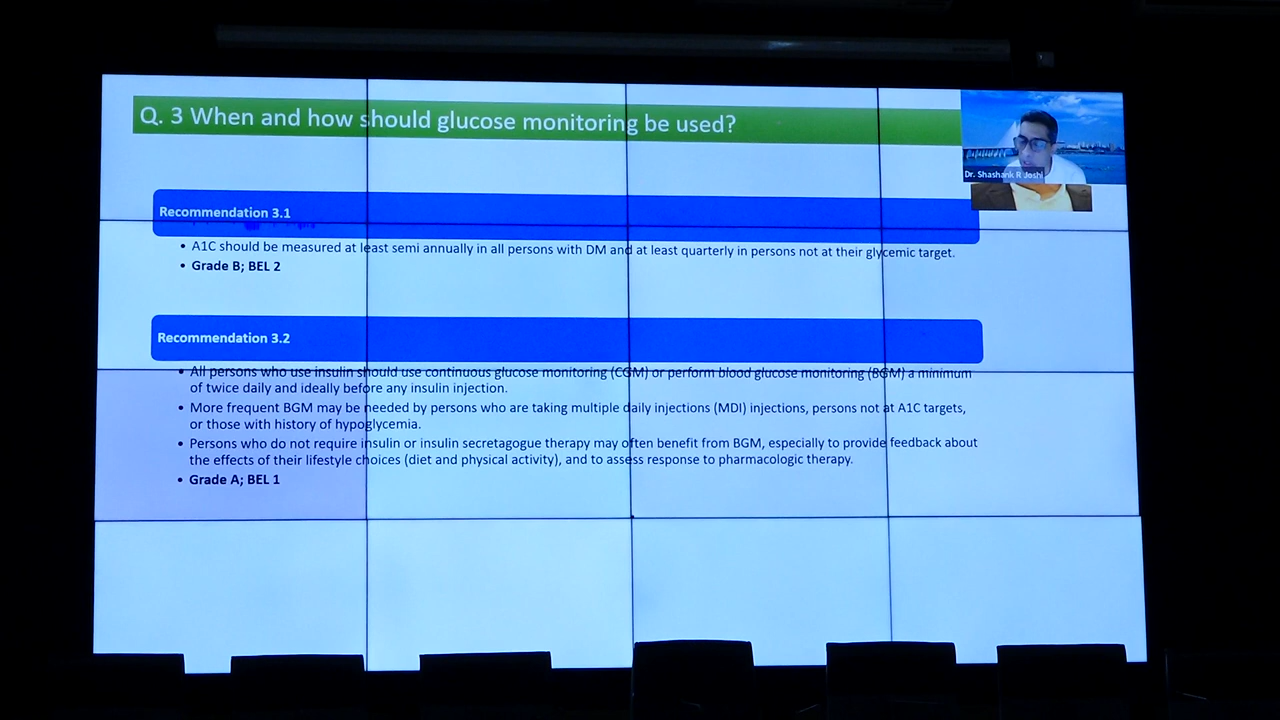 Q. 3 When and how should glucose monitoring be used?
Dr. Shashank R Joshi
Recommendation 3.1
• A1C should be measured at least semi annually in all persons with DM and at least quarterly in persons not at their glycemic target.
• Grade B; BEL 2
Recommendation 3.2
• All persons who use insulin should use continuous glucose monitoring (CGM) or perform blood glucose monitoring (BGM) a minimum
of twice daily and ideally before any insulin injection.
• More frequent BGM may be needed by persons who are taking multiple daily injections (MDI) injections, persons not at A1C targets,
or those with history of hypoglycemia.
• Persons who do not require insulin or insulin secretagogue therapy may often benefit from BGM, especially to provide feedback about
the effects of their lifestyle choices (diet and physical activity), and to assess response to pharmacologic therapy.
• Grade A; BEL 1